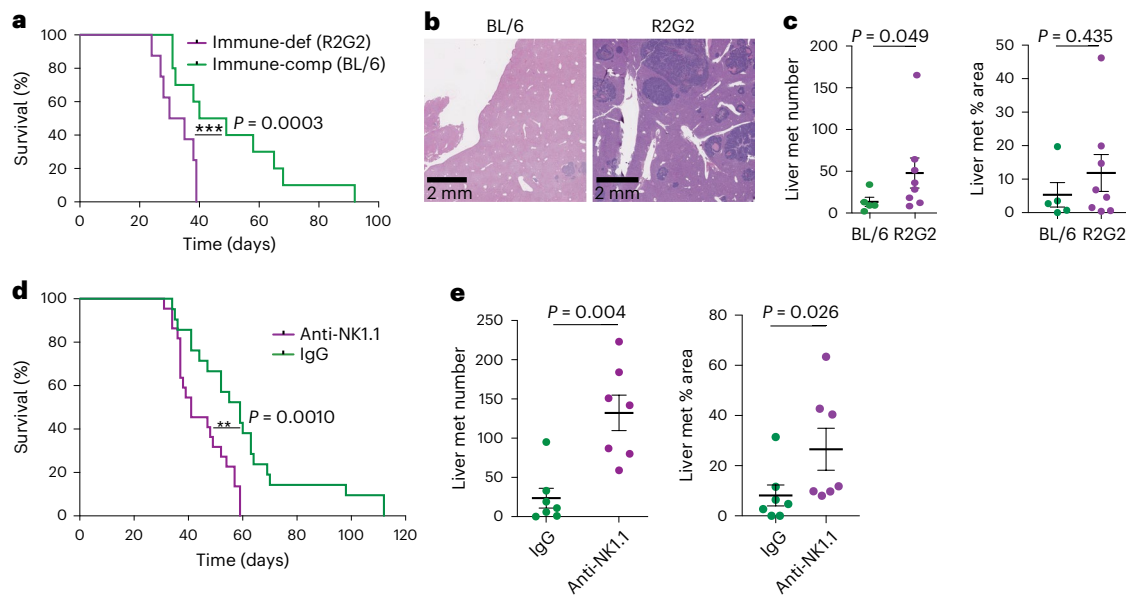 a
Survival (%)
100
80
60
40
20
0
Immune-def (R2G2)
Immune-comp (BL/6)
*** P = 0.0003
0 20 40 60 80 100
Time (days)
b
BL/6 R2G2
2 mm 2 mm
c
P = 0.049
Liver met number
200
150
100
50
0
BL/6 R2G2
P = 0.435
Liver met % area
50
40
30
20
10
0
BL/6 R2G2
d
Survival (%)
100
80
60
40
20
0
Anti-NK1.1
IgG
** P = 0.0010
0 20 40 60 80 100 120
Time (days)
e
P = 0.004
Liver met number
250
200
150
100
50
0
IgG Anti-NK1.1
P = 0.026
Liver met % area
80
60
40
20
0
IgG Anti-NK1.1